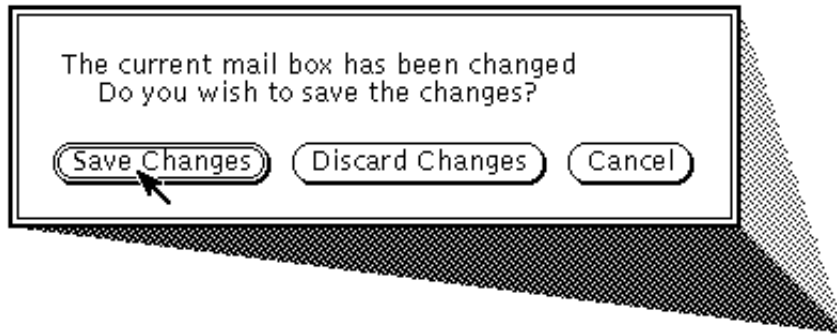 The current mail box has been changed
Do you wish to save the changes?
Save Changes Discard Changes Cancel